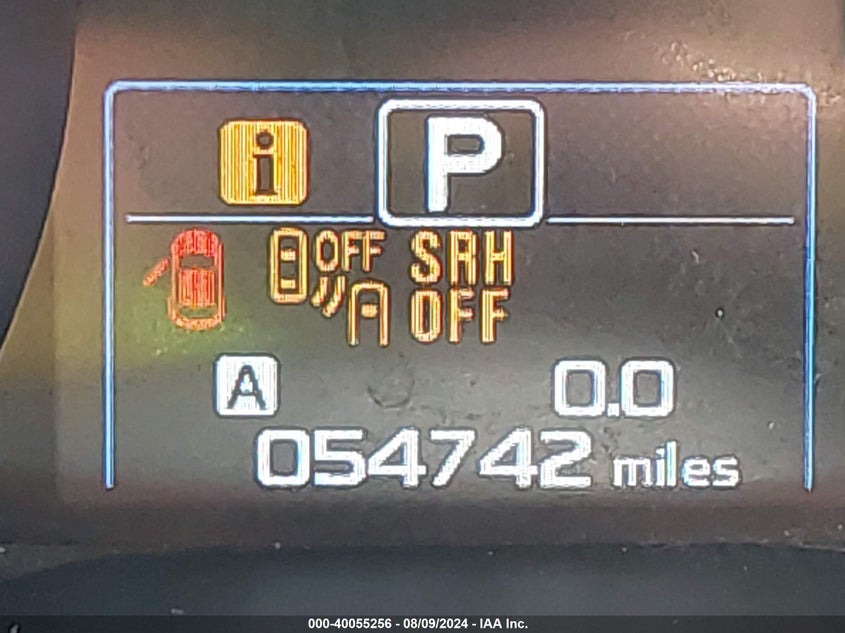 i P
OFF SRH
OFF
A 0.0
054742 miles
000-40055256 - 08/09/2024 - IAA Inc.